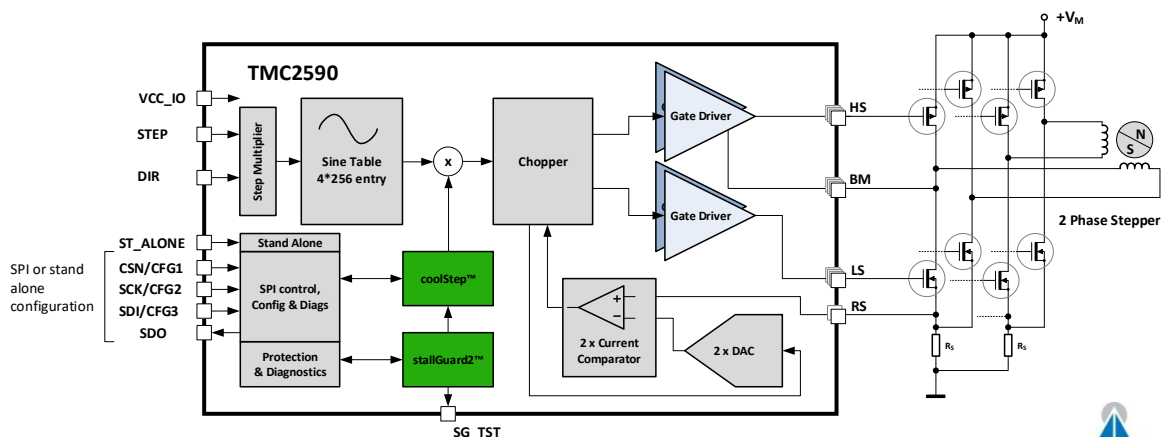 +VM
TMC2590
VCC_IO
STEP
DIR
Step Multiplier
Sine Table
4*256 entry
x
Chopper
Gate Driver
Gate Driver
HS
BM
LS
RS
N
S
2 Phase Stepper
ST_ALONE
Stand Alone
SPI or stand
alone
configuration
CSN/CFG1
SCK/CFG2
SDI/CFG3
SDO
SPI control,
Config & Diags
Protection
& Diagnostics
coolStep™
stallGuard2™
+
−
2 x Current
Comparator
2 x DAC
RS
RS
SG_TST